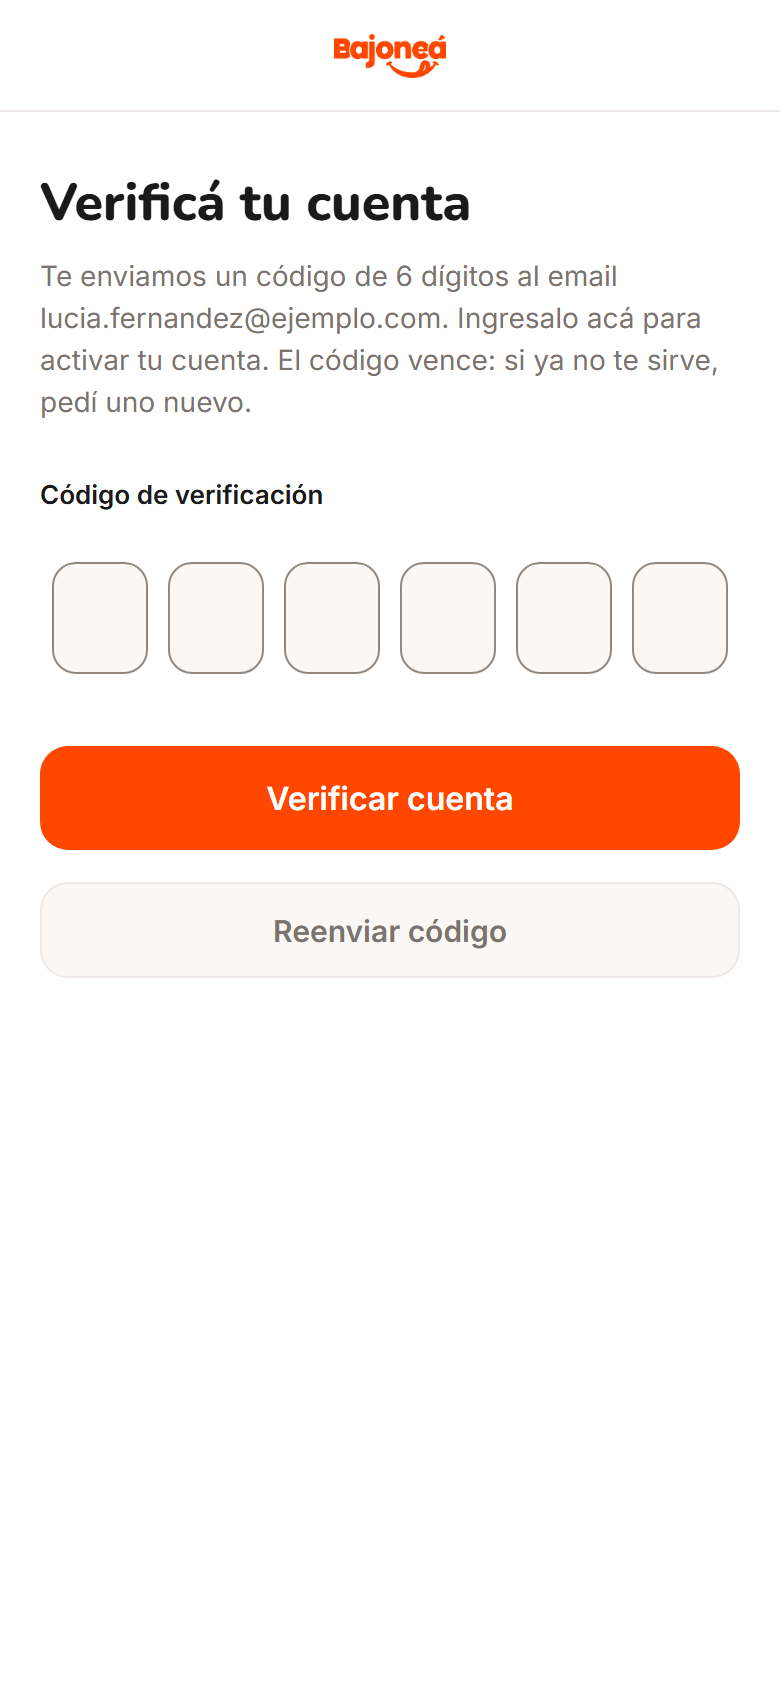 Bajoneá
Verificá tu cuenta
Te enviamos un código de 6 dígitos al email
lucia.fernandez@ejemplo.com. Ingresalo acá para
activar tu cuenta. El código vence: si ya no te sirve,
pedí uno nuevo.
Código de verificación
Verificar cuenta
Reenviar código